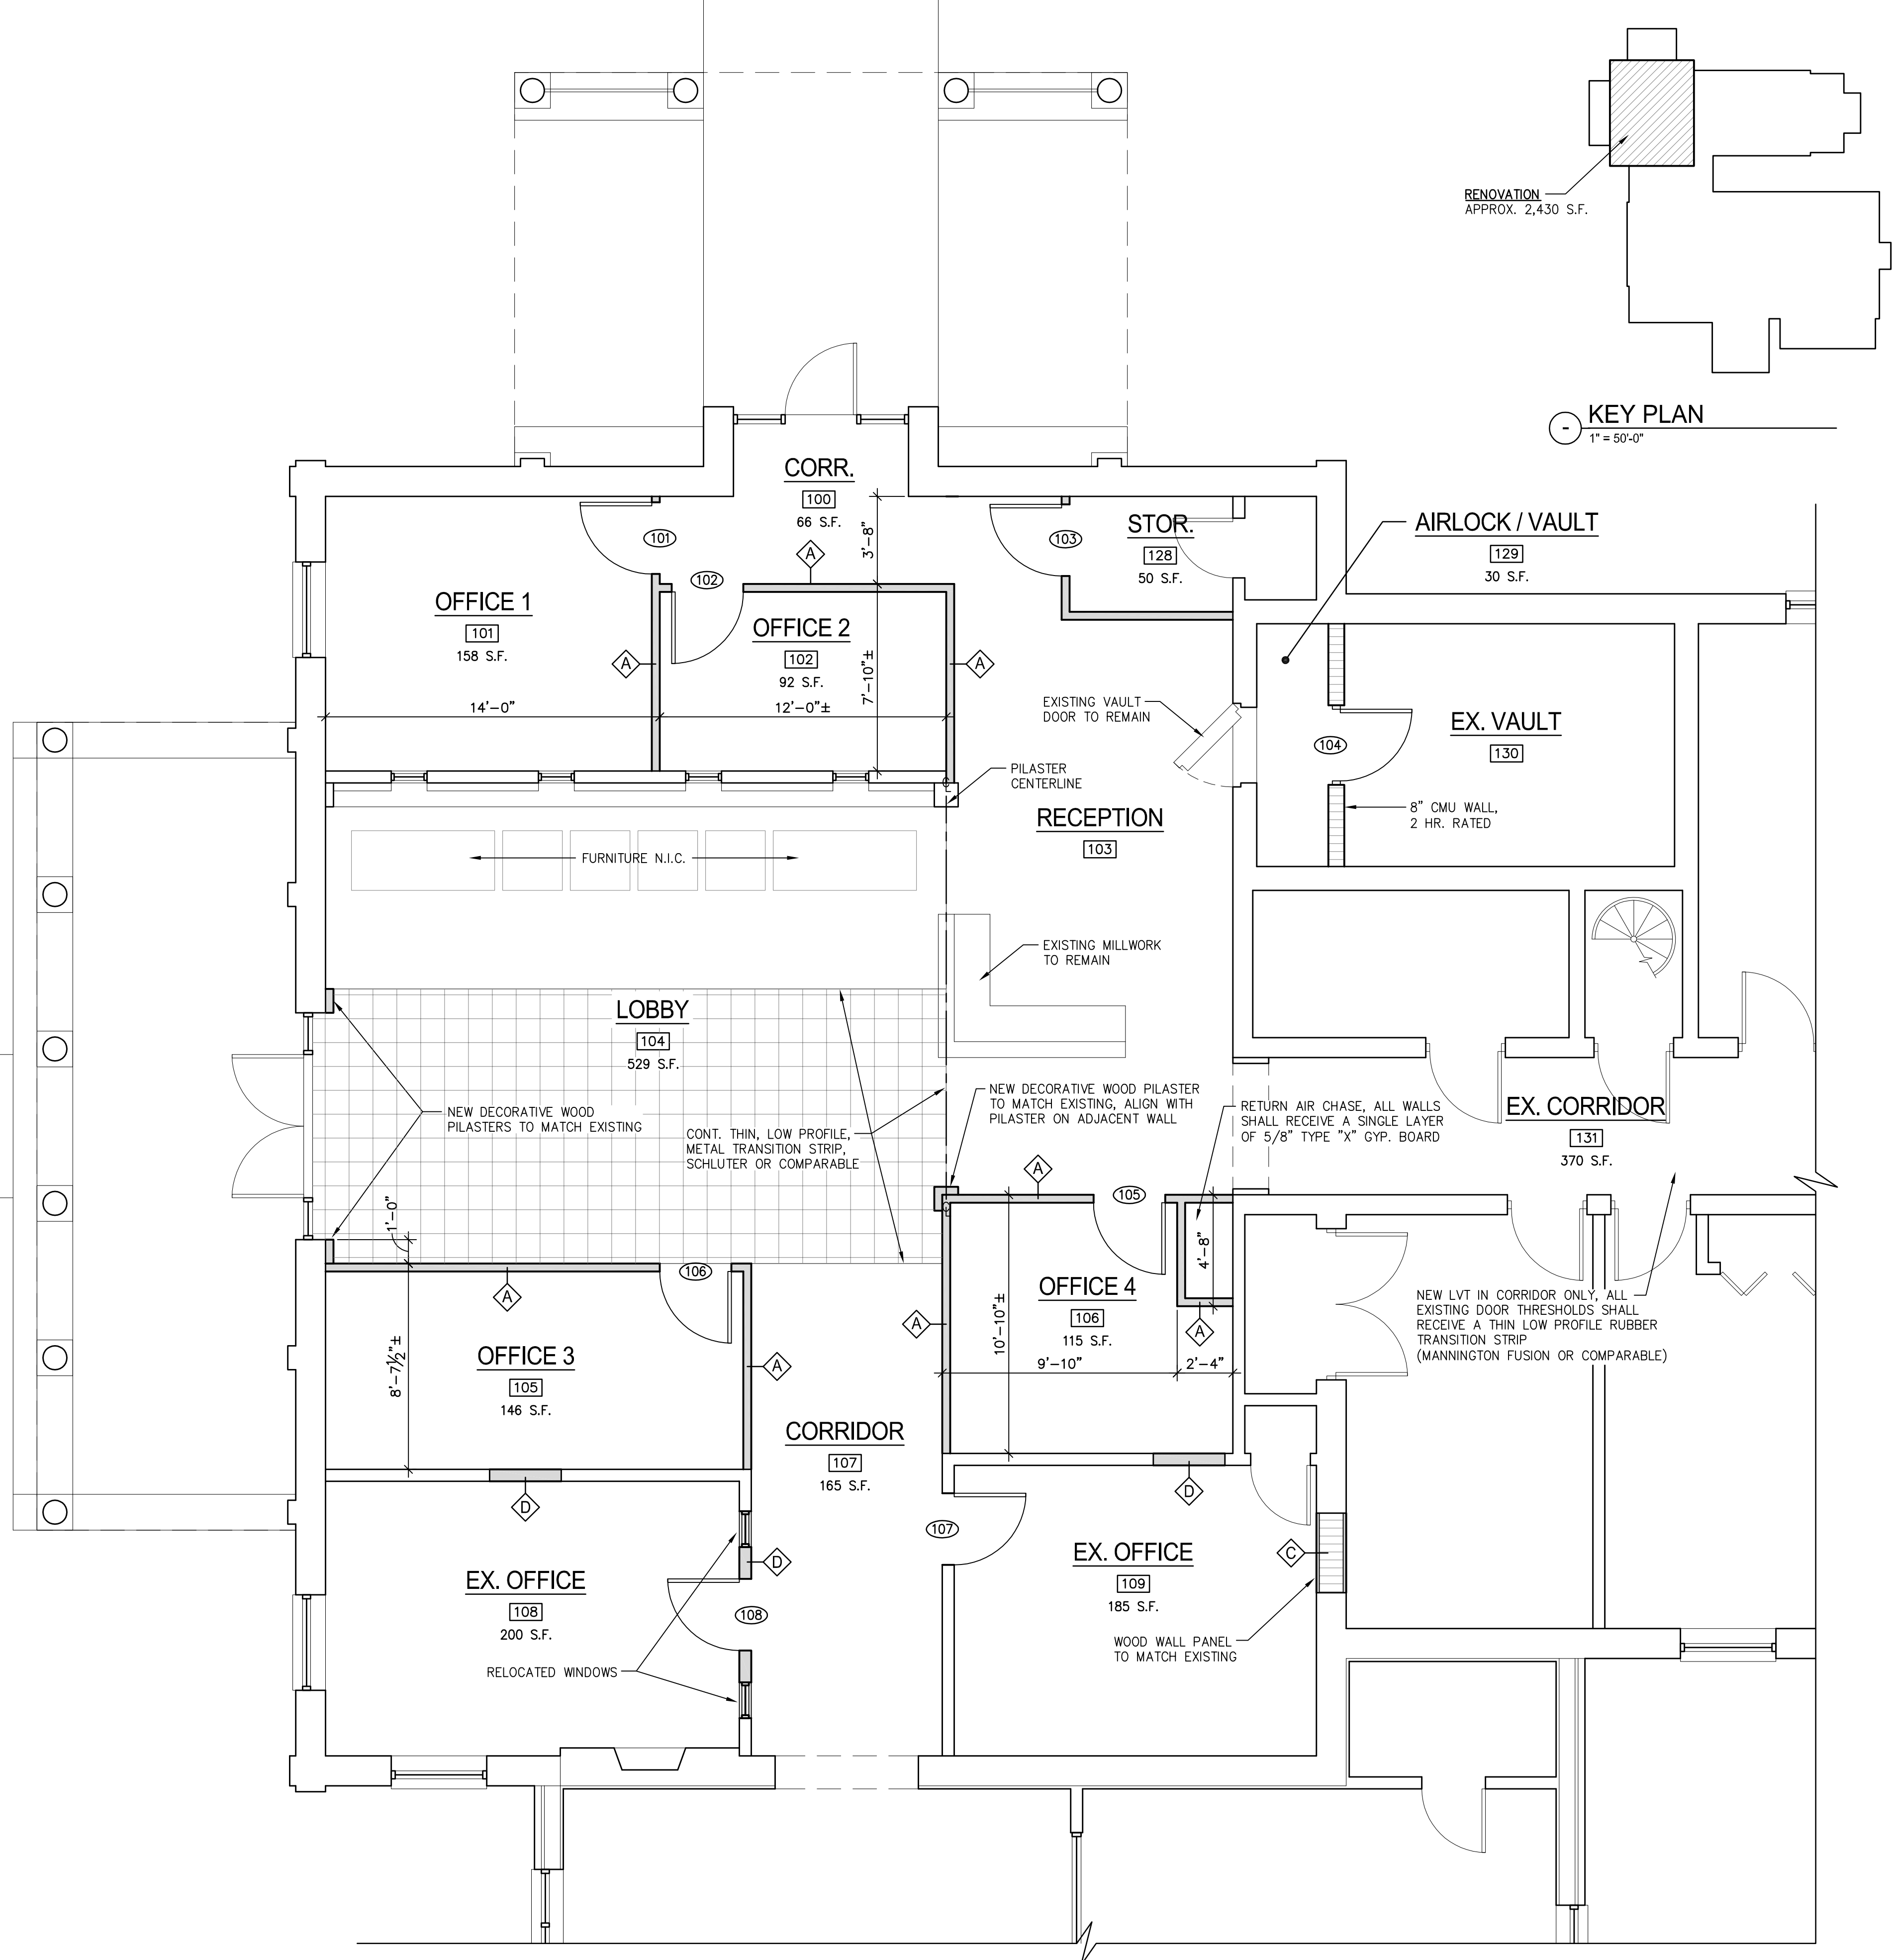 RENOVATION
APPROX. 2,430 S.F.
-
KEY PLAN
1" = 50'-0"
CORR.
100
66 S.F.
A
3'-8"
101
102
103
STOR.
128
50 S.F.
AIRLOCK / VAULT
129
30 S.F.
OFFICE 1
101
158 S.F.
14'-0"
A
OFFICE 2
102
92 S.F.
12'-0"±
7'-10"±
A
EXISTING VAULT
DOOR TO REMAIN
104
EX. VAULT
130
PILASTER
CENTERLINE
8" CMU WALL,
2 HR. RATED
RECEPTION
103
FURNITURE N.I.C.
EXISTING MILLWORK
TO REMAIN
LOBBY
104
529 S.F.
NEW DECORATIVE WOOD
PILASTERS TO MATCH EXISTING
CONT. THIN, LOW PROFILE,
METAL TRANSITION STRIP,
SCHLUTER OR COMPARABLE
NEW DECORATIVE WOOD PILASTER
TO MATCH EXISTING, ALIGN WITH
PILASTER ON ADJACENT WALL
RETURN AIR CHASE, ALL WALLS
SHALL RECEIVE A SINGLE LAYER
OF 5/8" TYPE "X" GYP. BOARD
EX. CORRIDOR
131
370 S.F.
A
105
1'-0"
106
A
4'-8"
OFFICE 4
106
115 S.F.
10'-10"±
9'-10"
2'-4"
A
A
NEW LVT IN CORRIDOR ONLY, ALL
EXISTING DOOR THRESHOLDS SHALL
RECEIVE A THIN LOW PROFILE RUBBER
TRANSITION STRIP
(MANNINGTON FUSION OR COMPARABLE)
OFFICE 3
105
146 S.F.
8'-7½"±
A
CORRIDOR
107
165 S.F.
D
D
107
D
EX. OFFICE
109
185 S.F.
C
EX. OFFICE
108
200 S.F.
108
WOOD WALL PANEL
TO MATCH EXISTING
RELOCATED WINDOWS